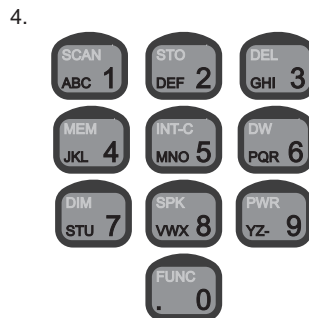 4.
SCAN STO DEL
ABC 1 DEF 2 GHI 3
MEM INT-C DW
JKL 4 MNO 5 PQR 6
DIM SPK PWR
STU 7 VWX 8 YZ- 9
FUNC
. 0